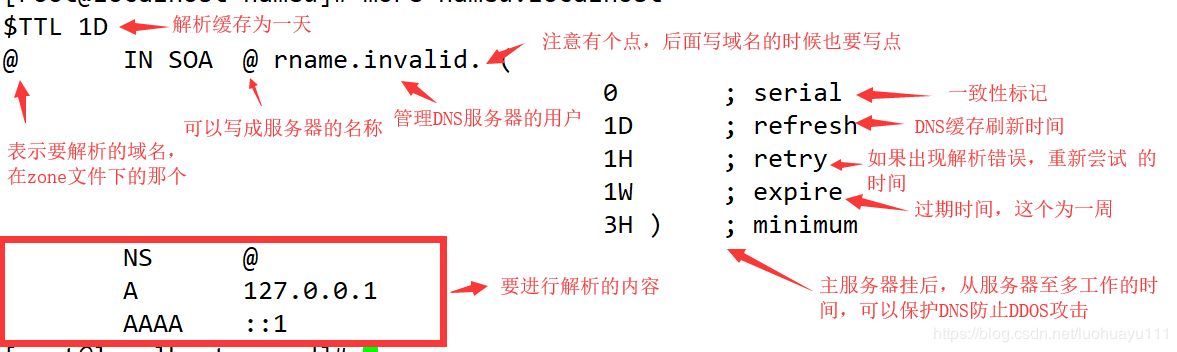 $TTL 1D 解析缓存为一天
注意有个点，后面写域名的时候也要写点
@ IN SOA @ rname.invalid. (
0 ; serial 一致性标记
可以写成服务器的名称 管理DNS服务器的用户
1D ; refresh DNS缓存刷新时间
表示要解析的域名，
在zone文件下的那个
1H ; retry 如果出现解析错误，重新尝试 的
时间
1W ; expire 过期时间，这个为一周
3H ) ; minimum
NS @
A 127.0.0.1 要进行解析的内容
AAAA ::1
主服务器挂后，从服务器至多工作的时
间，可以保护DNS防止DDOS攻击
https://blog.csdn.net/luohuayu111